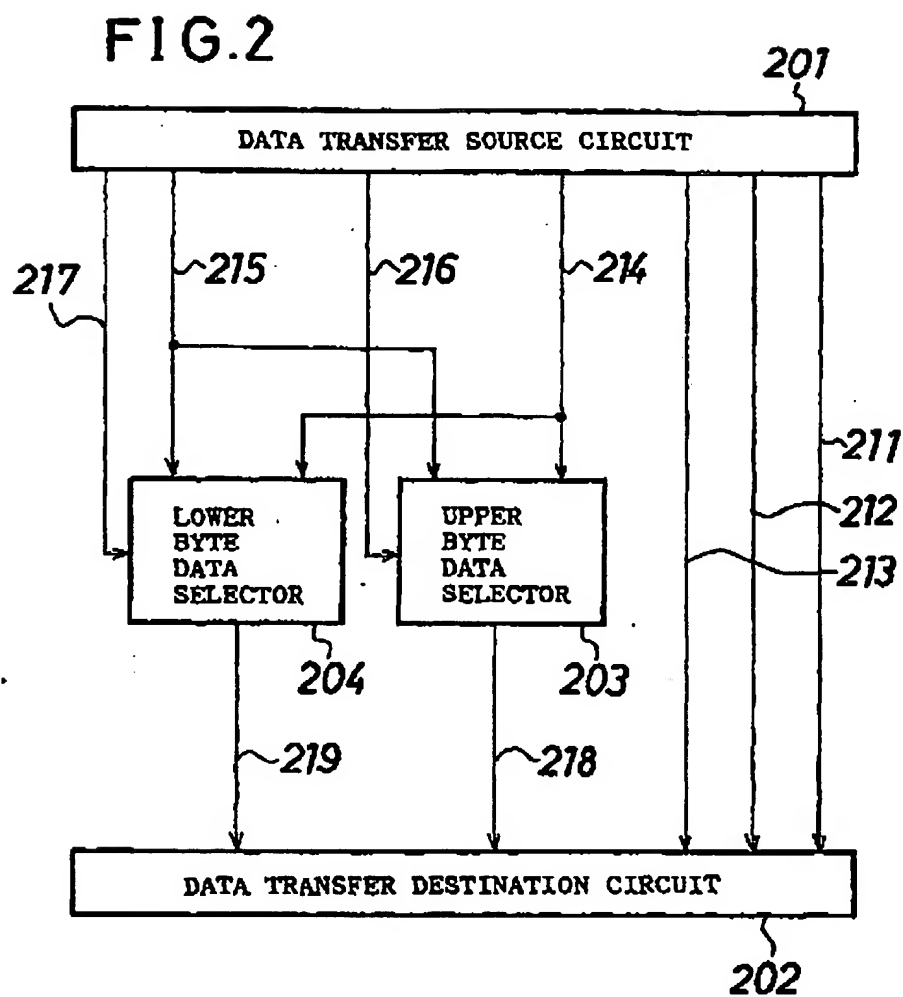 FIG.2
201
DATA TRANSFER SOURCE CIRCUIT
217
215
216
214
211
212
213
LOWER
BYTE
DATA
SELECTOR
UPPER
BYTE
DATA
SELECTOR
204
203
219
218
DATA TRANSFER DESTINATION CIRCUIT
202